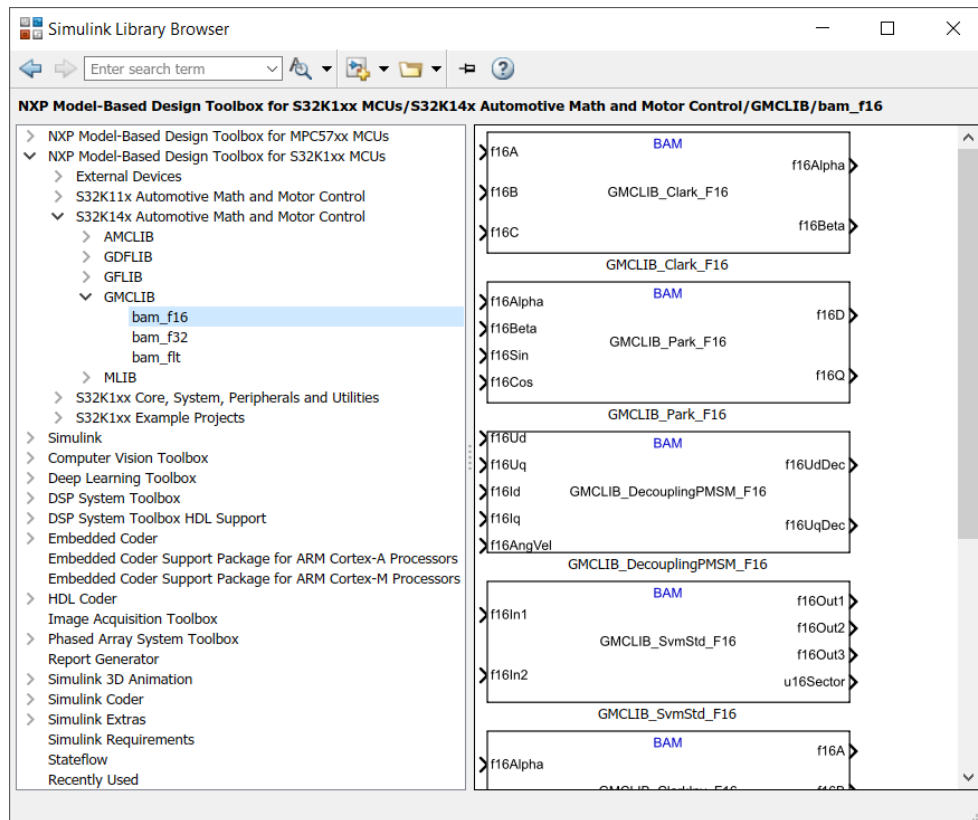 Simulink Library Browser
Enter search term
NXP Model-Based Design Toolbox for S32K1xx MCUs/S32K14x Automotive Math and Motor Control/GMCLIB/bam_f16
NXP Model-Based Design Toolbox for MPC57xx MCUs
NXP Model-Based Design Toolbox for S32K1xx MCUs
External Devices
S32K11x Automotive Math and Motor Control
S32K14x Automotive Math and Motor Control
AMCLIB
GDFLIB
GFLIB
GMCLIB
bam_f16
bam_f32
bam_flt
MLIB
S32K1xx Core, System, Peripherals and Utilities
S32K1xx Example Projects
Simulink
Computer Vision Toolbox
Deep Learning Toolbox
DSP System Toolbox
DSP System Toolbox HDL Support
Embedded Coder
Embedded Coder Support Package for ARM Cortex-A Processors
Embedded Coder Support Package for ARM Cortex-M Processors
HDL Coder
Image Acquisition Toolbox
Phased Array System Toolbox
Report Generator
Simulink 3D Animation
Simulink Coder
Simulink Extras
Simulink Requirements
Stateflow
Recently Used
BAM
f16A
f16Alpha
f16B
GMCLIB_Clark_F16
f16C
f16Beta
GMCLIB_Clark_F16
BAM
f16Alpha
f16D
f16Beta
GMCLIB_Park_F16
f16Sin
f16Q
f16Cos
GMCLIB_Park_F16
f16Ud
BAM
f16Uq
f16UdDec
f16Id
GMCLIB_DecouplingPMSM_F16
f16Iq
f16UqDec
f16AngVel
GMCLIB_DecouplingPMSM_F16
BAM
f16Out1
f16In1
f16Out2
GMCLIB_SvmStd_F16
f16Out3
f16In2
u16Sector
GMCLIB_SvmStd_F16
BAM
f16A
f16Alpha